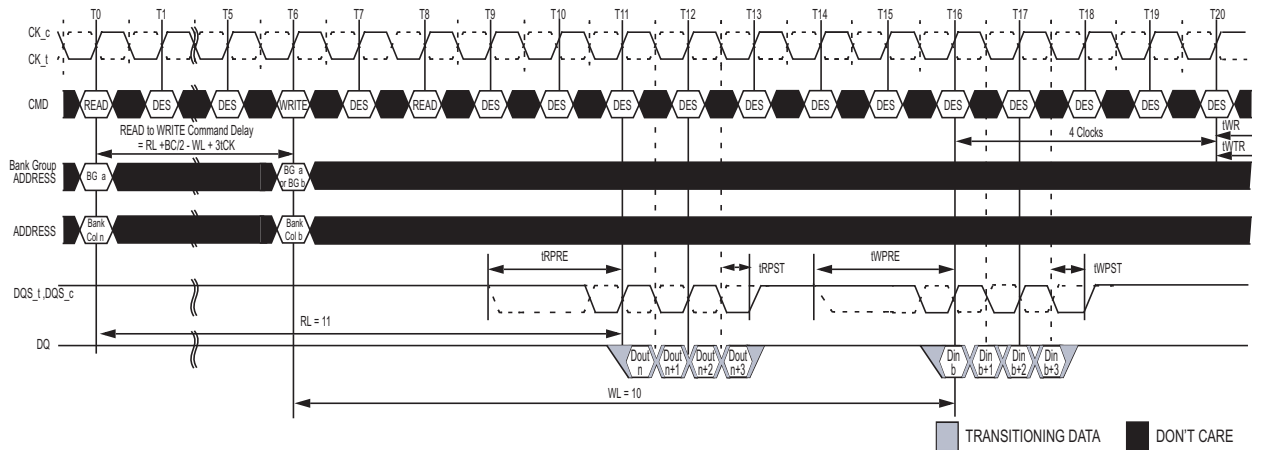 T0 T1 T5 T6 T7 T8 T9 T10 T11 T12 T13 T14 T15 T16 T17 T18 T19 T20
CK_c
CK_t
CMD READ DES DES WRITE DES READ DES DES DES DES DES DES DES DES DES DES DES DES
READ to WRITE Command Delay
= RL +BC/2 - WL + 3tCK
4 Clocks
tWR
tWTR
Bank Group
ADDRESS
BG a
BG a
or BG b
ADDRESS
Bank
Col n
Bank
Col b
tRPRE
tRPST
tWPRE
tWPST
DQS_t ,DQS_c
RL = 11
DQ
Dout
n
Dout
n+1
Dout
n+2
Dout
n+3
Din
b
Din
b+1
Din
b+2
Din
b+3
WL = 10
TRANSITIONING DATA
DON'T CARE